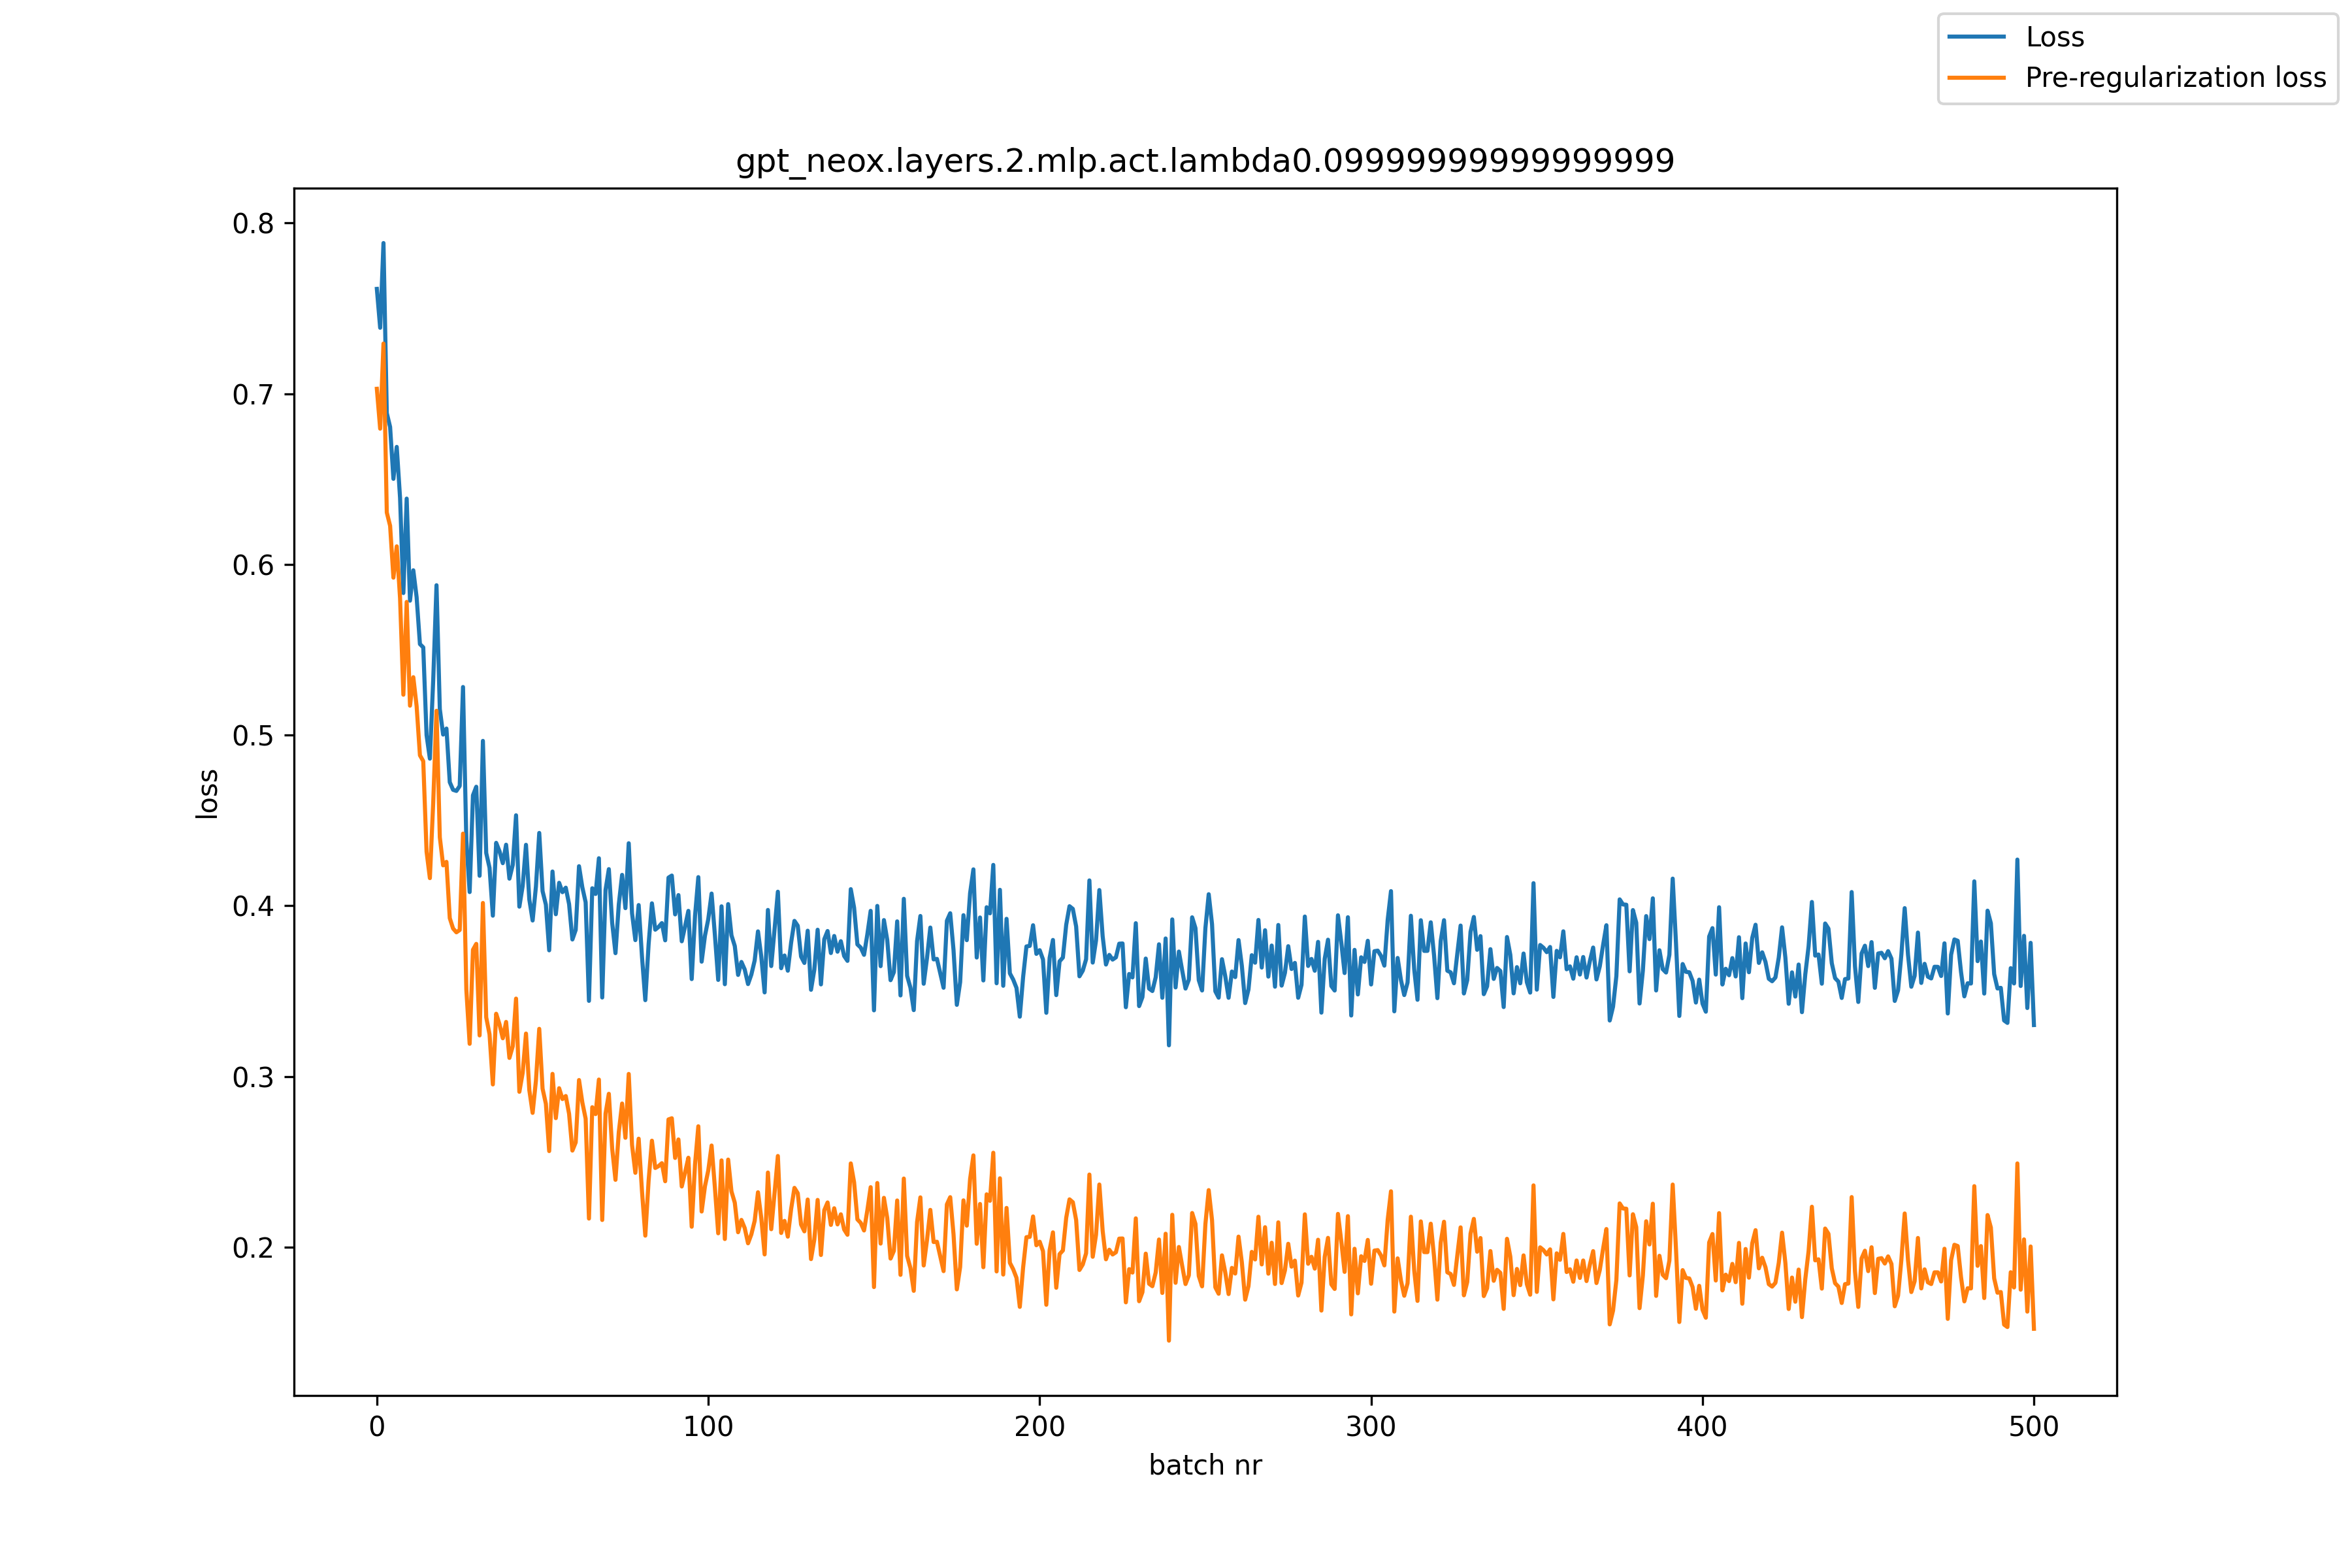 Loss
Pre-regularization loss
gpt_neox.layers.2.mlp.act.lambda0.09999999999999999
0.8
0.7
0.6
0.5
0.4
0.3
0.2
loss
0 100 200 300 400 500
batch nr